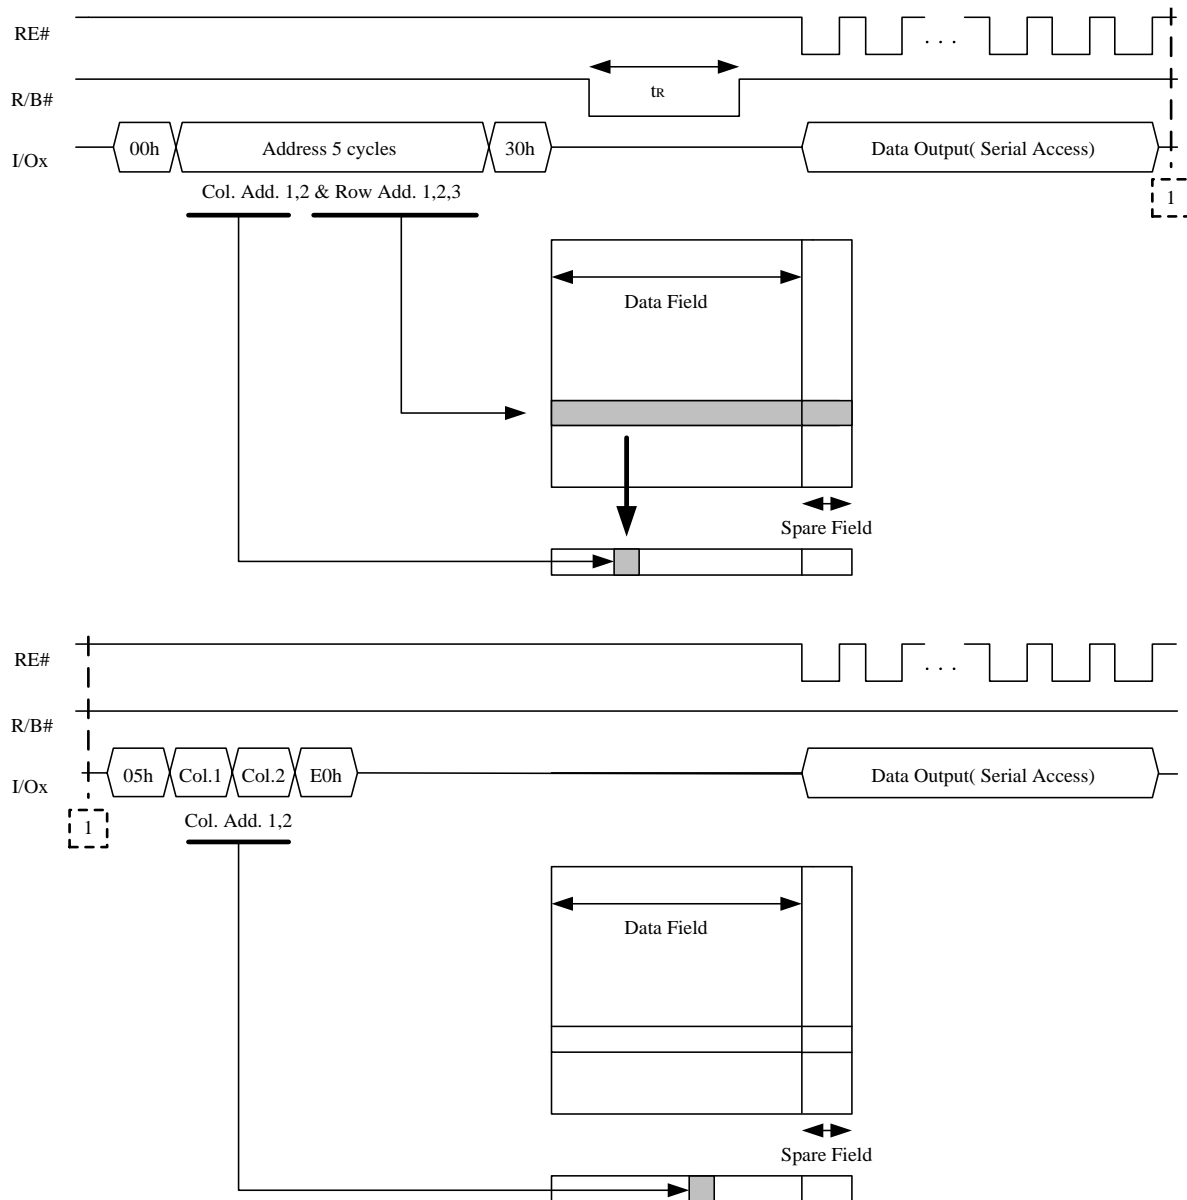 RE#
. . .
R/B#
tR
I/Ox
00h Address 5 cycles 30h Data Output( Serial Access)
Col. Add. 1,2 & Row Add. 1,2,3
1
Data Field
Spare Field
RE#
. . .
R/B#
I/Ox
05h Col.1 Col.2 E0h Data Output( Serial Access)
1
Col. Add. 1,2
Data Field
Spare Field